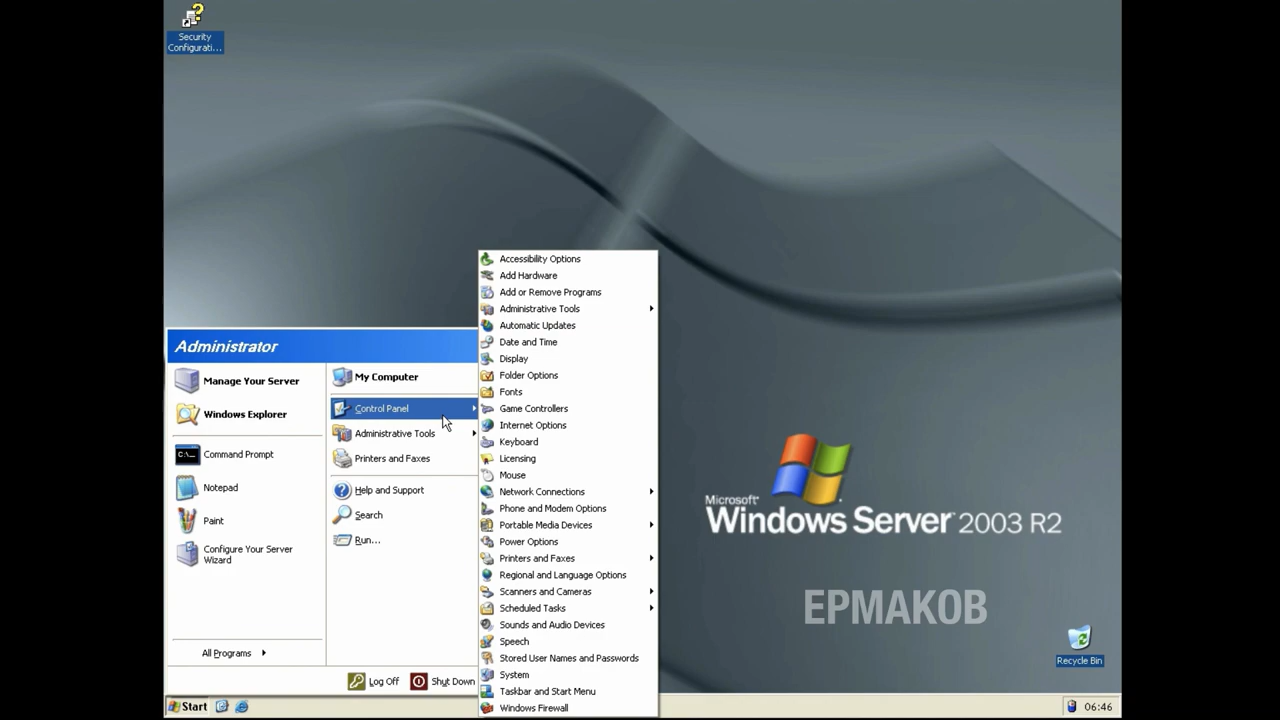 Security
Configurati...
Administrator
Manage Your Server
Windows Explorer
Command Prompt
Notepad
Paint
Configure Your Server
Wizard
All Programs
My Computer
Control Panel
Administrative Tools
Printers and Faxes
Help and Support
Search
Run...
Log Off
Shut Down
Accessibility Options
Add Hardware
Add or Remove Programs
Administrative Tools
Automatic Updates
Date and Time
Display
Folder Options
Fonts
Game Controllers
Internet Options
Keyboard
Licensing
Mouse
Network Connections
Phone and Modem Options
Portable Media Devices
Power Options
Printers and Faxes
Regional and Language Options
Scanners and Cameras
Scheduled Tasks
Sounds and Audio Devices
Speech
Stored User Names and Passwords
System
Taskbar and Start Menu
Windows Firewall
Microsoft
Windows Server 2003 R2
ЕРМАКОВ
Recycle Bin
Start
06:46